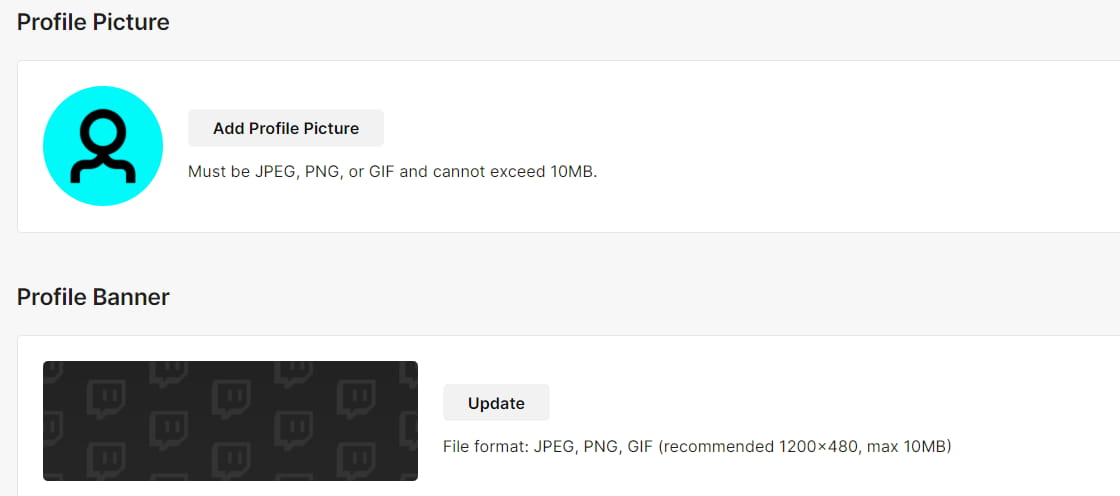 Profile Picture
Add Profile Picture
Must be JPEG, PNG, or GIF and cannot exceed 10MB.
Profile Banner
Update
File format: JPEG, PNG, GIF (recommended 1200×480, max 10MB)